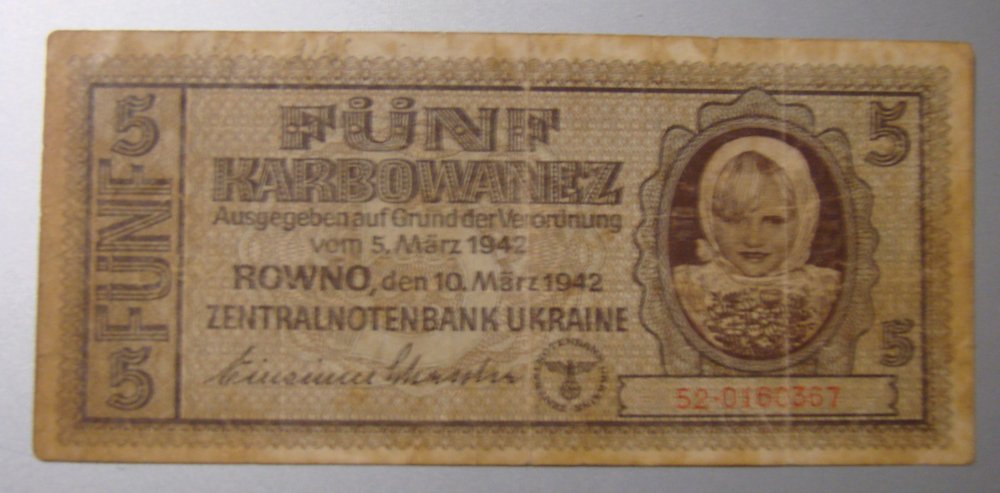 5
FÜNF
5
FÜNF
KARBOWANEZ
Ausgegeben auf Grund der Verordnung
vom 5. März 1942
ROWNO, den 10. März 1942
ZENTRALNOTENBANK UKRAINE
5
5
52-0160367